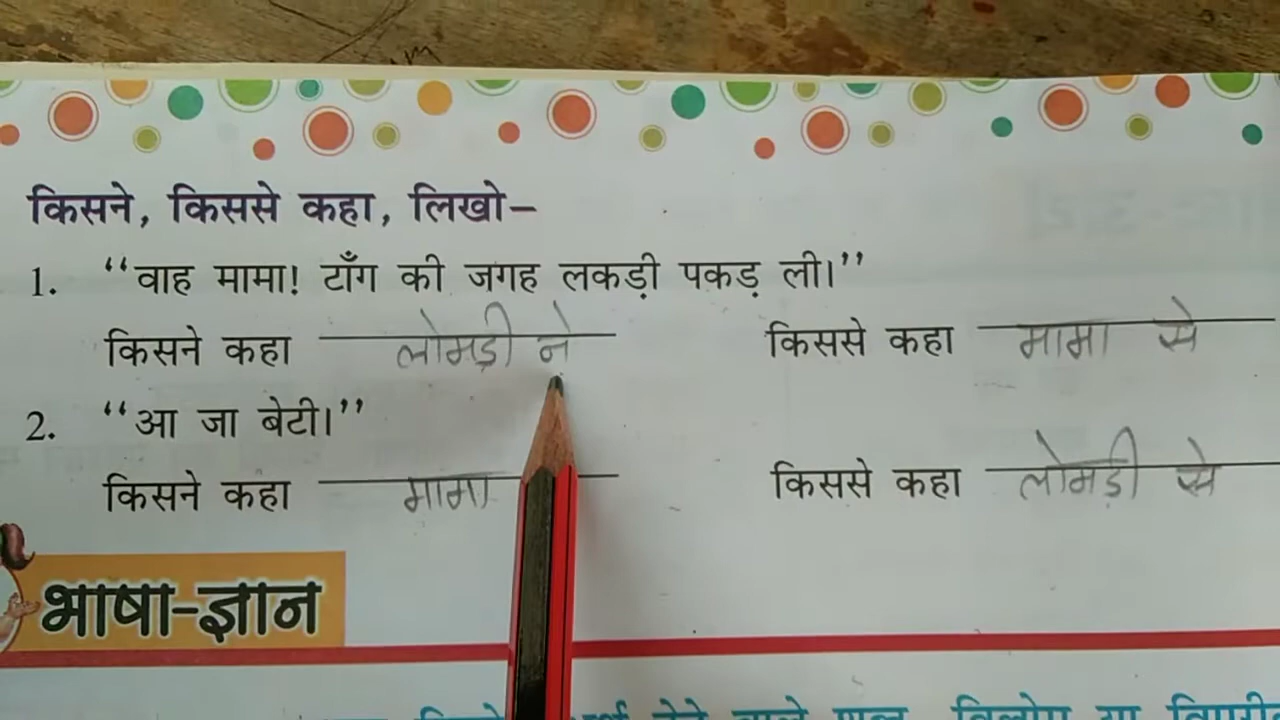 किसने, किससे कहा, लिखो–
1. “वाह मामा! टाँग की जगह लकड़ी पकड़ ली।”
किसने कहा लोमड़ी ने किससे कहा मामा से
2. “आ जा बेटी।”
किसने कहा मामा किससे कहा लोमड़ी से
भाषा-ज्ञान